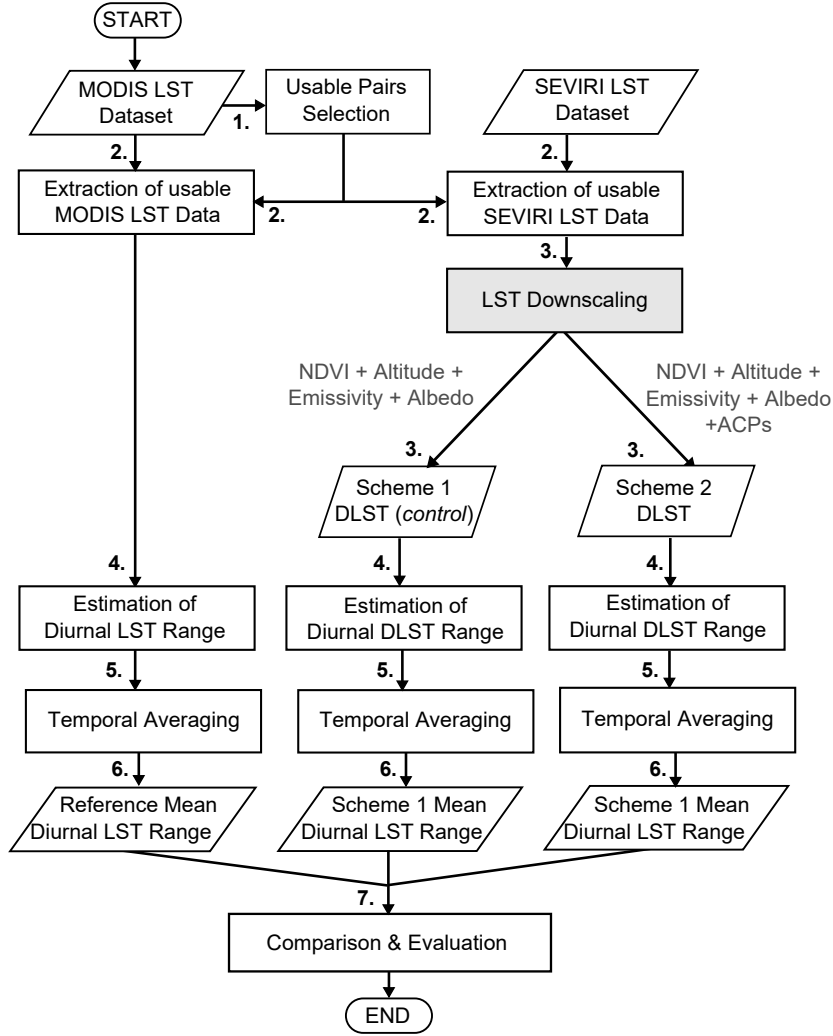 START
MODIS LST
Dataset
1.
Usable Pairs
Selection
SEVIRI LST
Dataset
2.
2.
Extraction of usable
MODIS LST Data
2.
2.
Extraction of usable
SEVIRI LST Data
3.
LST Downscaling
NDVI + Altitude +
Emissivity + Albedo
NDVI + Altitude +
Emissivity + Albedo
+ACPs
3.
3.
Scheme 1
DLST (control)
Scheme 2
DLST
4.
4.
4.
Estimation of
Diurnal LST Range
Estimation of
Diurnal DLST Range
Estimation of
Diurnal DLST Range
5.
5.
5.
Temporal Averaging
Temporal Averaging
Temporal Averaging
6.
6.
6.
Reference Mean
Diurnal LST Range
Scheme 1 Mean
Diurnal LST Range
Scheme 1 Mean
Diurnal LST Range
7.
Comparison & Evaluation
END